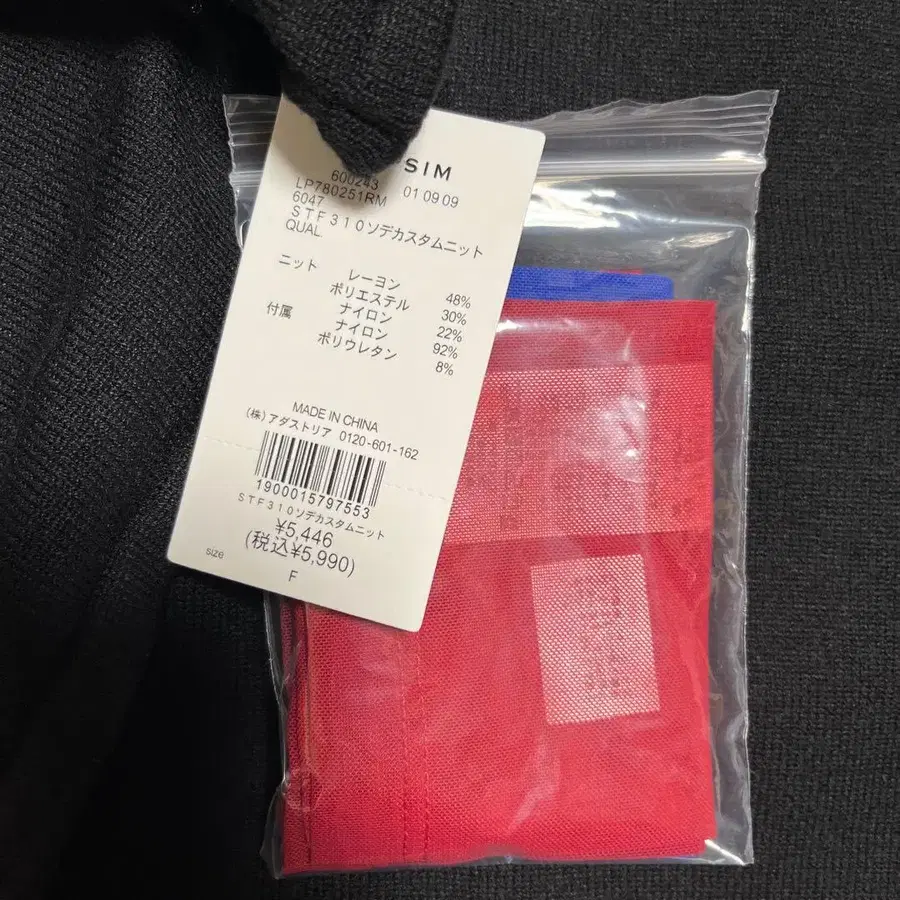 SIM
600243 01 09 09
LP780251RM
6047
ＳＴＦ３１０ソデカスタムニット
QUAL.
ニット レーヨン 48%
ポリエステル 30%
ナイロン 22%
付属 ナイロン 92%
ポリウレタン 8%
MADE IN CHINA
(株)アダストリア 0120-601-162
1900015797553
ＳＴＦ３１０ソデカスタムニット
¥5,446
(税込¥5,990)
size
F